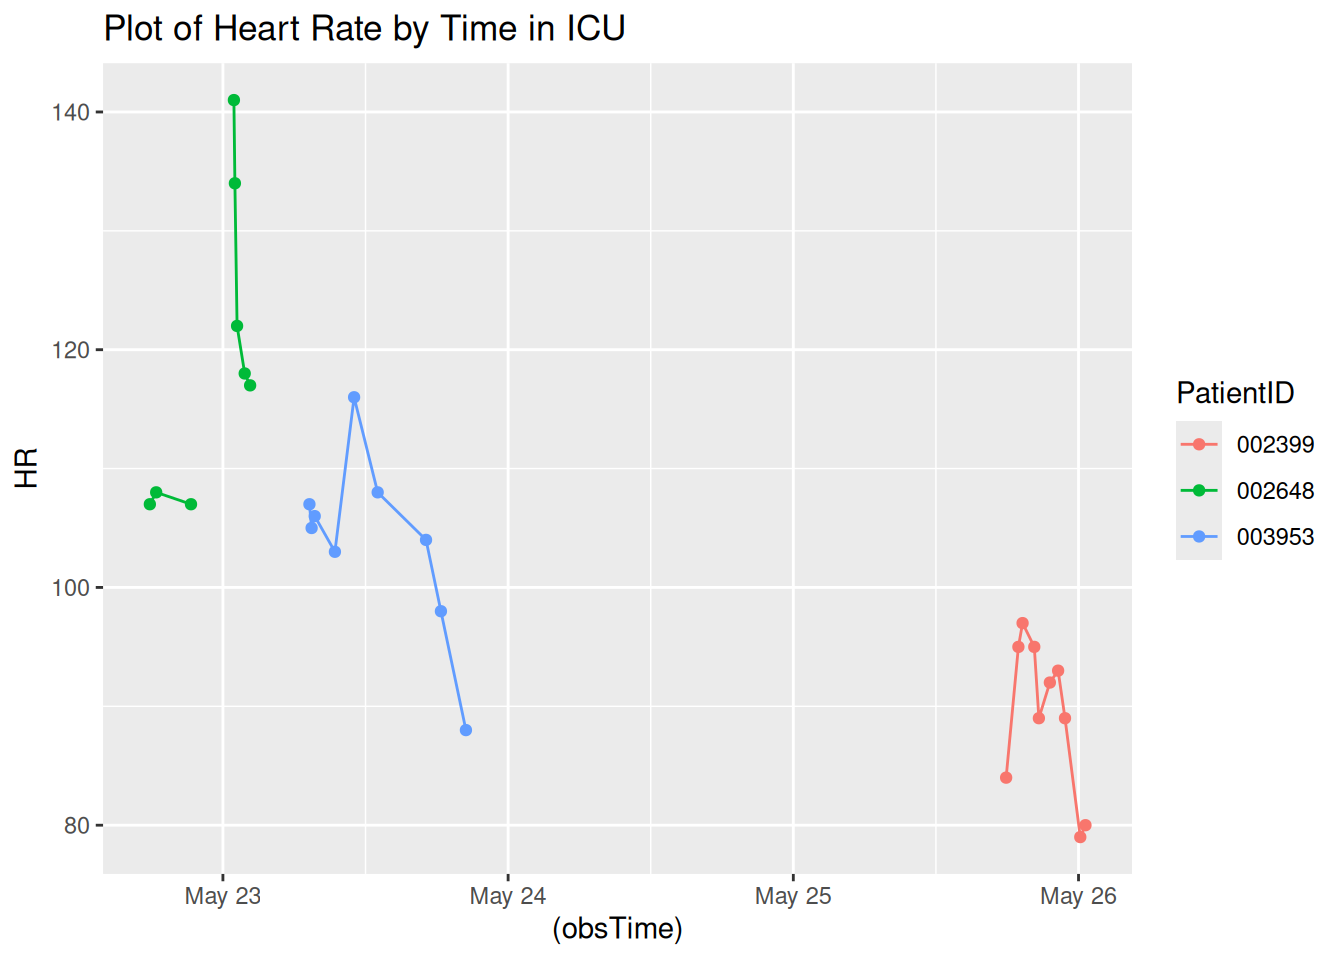 Plot of Heart Rate by Time in ICU
140
120
100
80
HR
May 23
May 24
May 25
May 26
(obsTime)
PatientID
002399
002648
003953